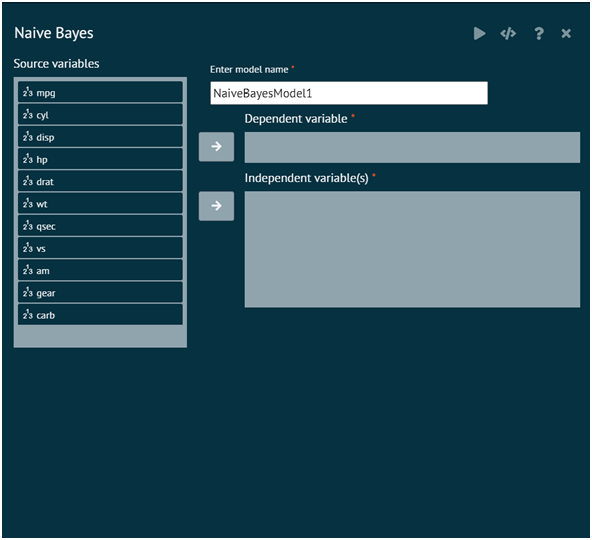 Naive Bayes
Source variables
mpg
cyl
disp
hp
drat
wt
qsec
vs
am
gear
carb
Enter model name *
NaiveBayesModel1
Dependent variable *
Independent variable(s) *